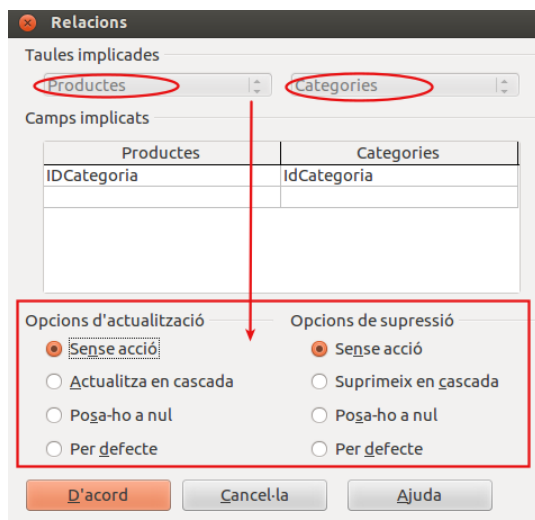 Relacions
Taules implicades
Productes Categories
Camps implicats
Productes Categories
IDCategoria IdCategoria
Opcions d'actualització Opcions de supressió
Sense acció Sense acció
Actualitza en cascada Suprimeix en cascada
Posa-ho a nul Posa-ho a nul
Per defecte Per defecte
D'acord Cancel·la Ajuda